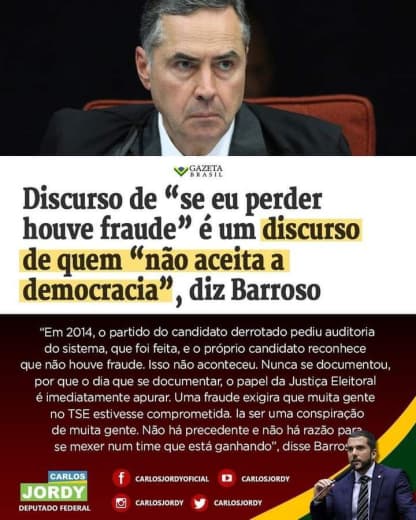 GAZETA
BRASIL
Discurso de “se eu perder
houve fraude” é um discurso
de quem “não aceita a
democracia”, diz Barroso
“Em 2014, o partido do candidato derrotado pediu auditoria
do sistema, que foi feita, e o próprio candidato reconhece
que não houve fraude. Isso não aconteceu. Nunca se documentou,
por que o dia que se documentar, o papel da Justiça Eleitoral
é imediatamente apurar. Uma fraude exigiria que muita gente
no TSE estivesse comprometida. Ia ser uma conspiração
de muita gente. Não há precedente e não há razão para
se mexer num time que está ganhando”, disse
CARLOS
JORDY
DEPUTADO FEDERAL
CARLOSJORDYOFICIAL
CARLOSJORDY
CARLOSJORDY
CARLOSJORDY